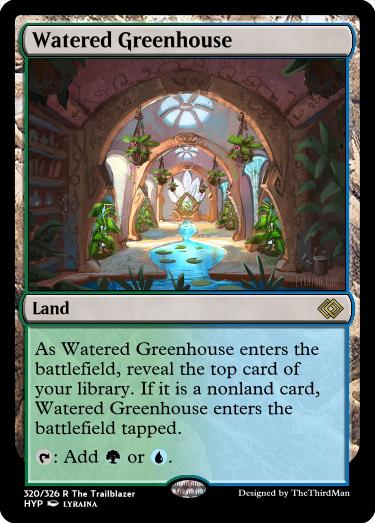 Watered Greenhouse
LYRAINA.COM
Land
As Watered Greenhouse enters the
battlefield, reveal the top card of
your library. If it is a nonland card,
Watered Greenhouse enters the
battlefield tapped.
: Add or .
320/326 R The Trailblazer
Designed by TheThirdMan
HYP LYRAINA